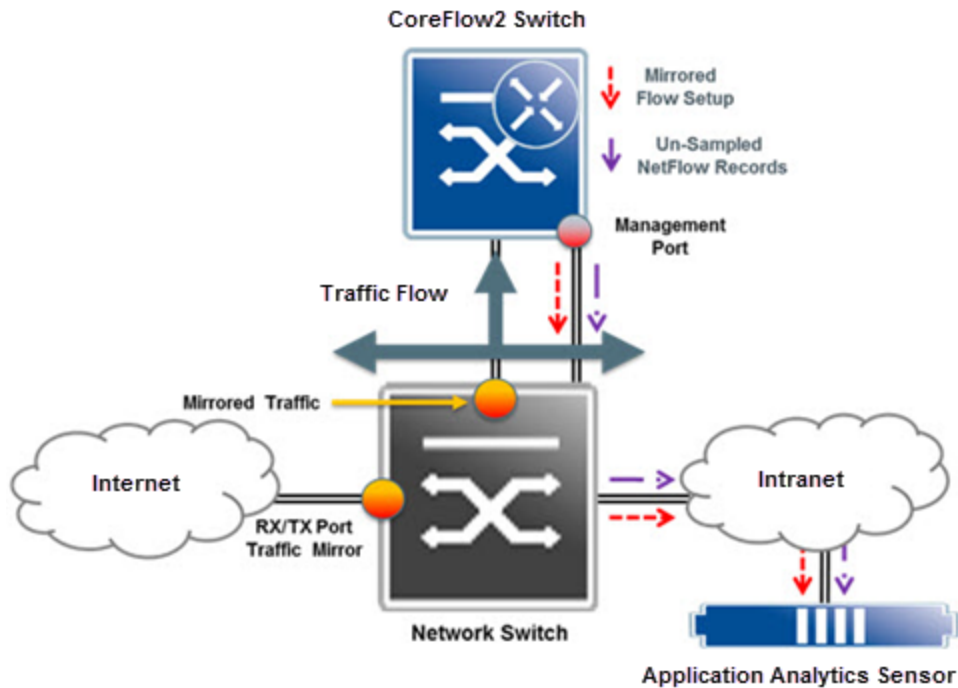 CoreFlow2 Switch
Mirrored
Flow Setup
Un-Sampled
NetFlow Records
Management
Port
Traffic Flow
Mirrored Traffic
Internet
Intranet
RX/TX Port
Traffic Mirror
Network Switch
Application Analytics Sensor